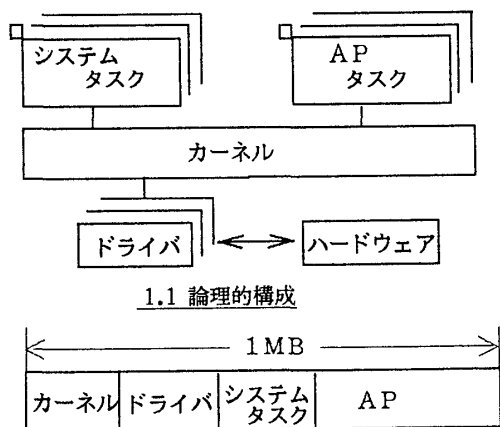 システム
タスク
AP
タスク
カーネル
ドライバ
ハードウェア
1.1 論理的構成
1MB
カーネル
ドライバ
システム
タスク
AP